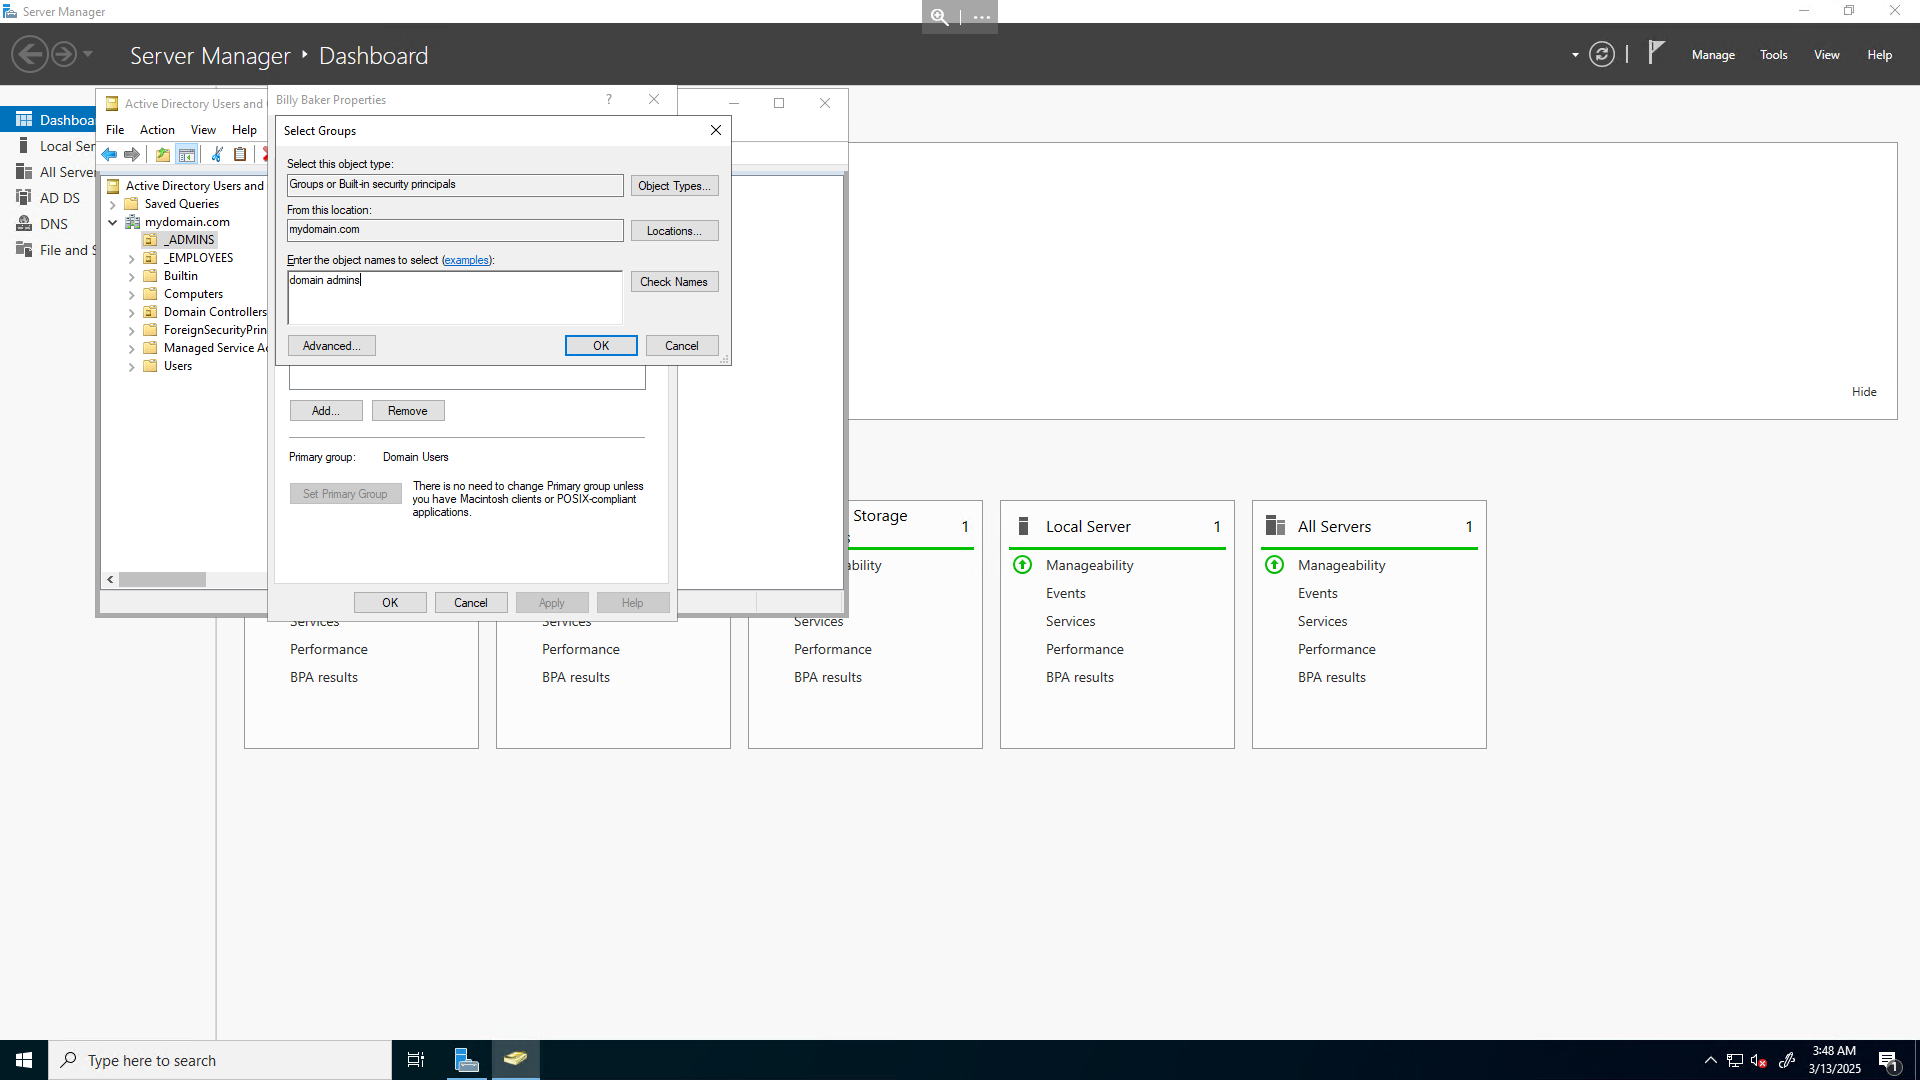 Server Manager
Server Manager ‣ Dashboard
Manage
Tools
View
Help
Dashboa
Local Ser
All Server
AD DS
DNS
File and S
Active Directory Users and
File
Action
View
Help
Active Directory Users and
Saved Queries
mydomain.com
_ADMINS
_EMPLOYEES
Builtin
Computers
Domain Controllers
ForeignSecurityPrin
Managed Service Ac
Users
Billy Baker Properties
?
Select Groups
Select this object type:
Groups or Built-in security principals
Object Types...
From this location:
mydomain.com
Locations...
Enter the object names to select (examples):
domain admins
Check Names
Advanced...
OK
Cancel
Add...
Remove
Primary group:
Domain Users
Set Primary Group
There is no need to change Primary group unless
you have Macintosh clients or POSIX-compliant
applications.
OK
Cancel
Apply
Help
Hide
Services
Performance
BPA results
Services
Performance
BPA results
Storage
s
1
ability
Services
Performance
BPA results
Local Server
1
Manageability
Events
Services
Performance
BPA results
All Servers
1
Manageability
Events
Services
Performance
BPA results
Type here to search
3:48 AM
3/13/2025
1